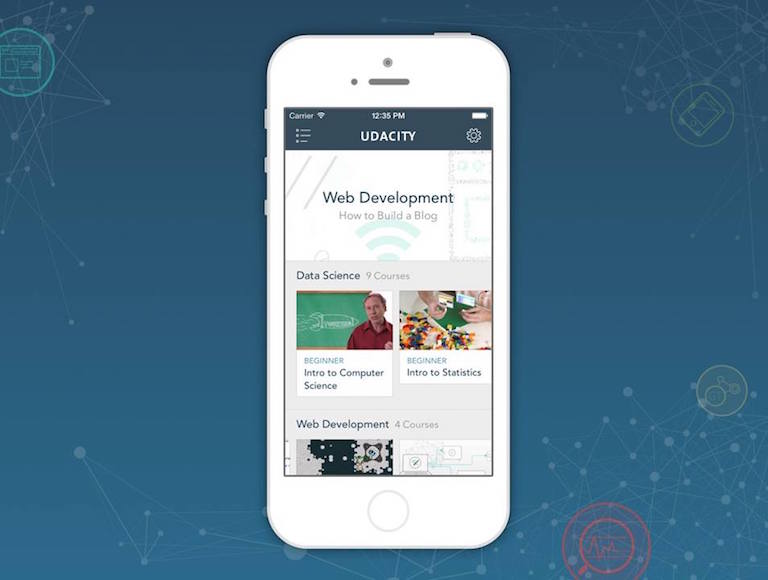 Carrier 12:35 PM
UDACITY
Web Development
How to Build a Blog
Data Science 9 Courses
BEGINNER
Intro to Computer
Science
BEGINNER
Intro to Statistics
Web Development 4 Courses